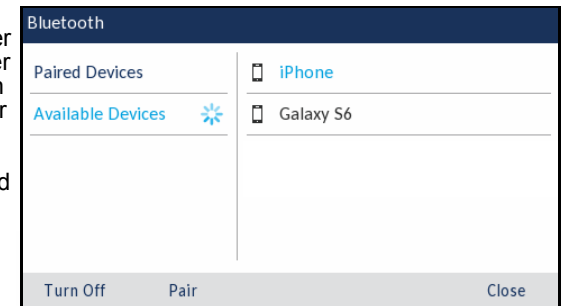 Bluetooth
Paired Devices
Available Devices
iPhone
Galaxy S6
Turn Off Pair Close